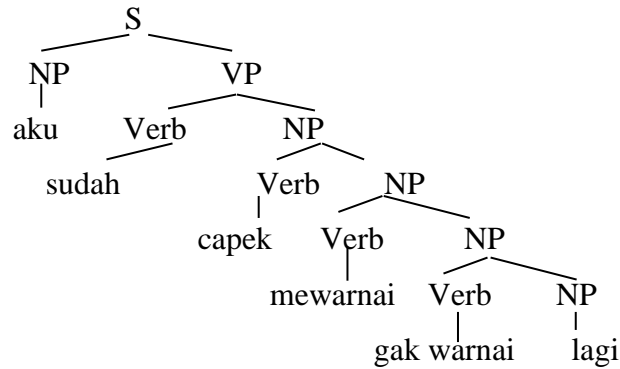 S
NP VP
aku Verb NP
sudah Verb NP
capek Verb NP
mewarnai Verb NP
gak warnai lagi